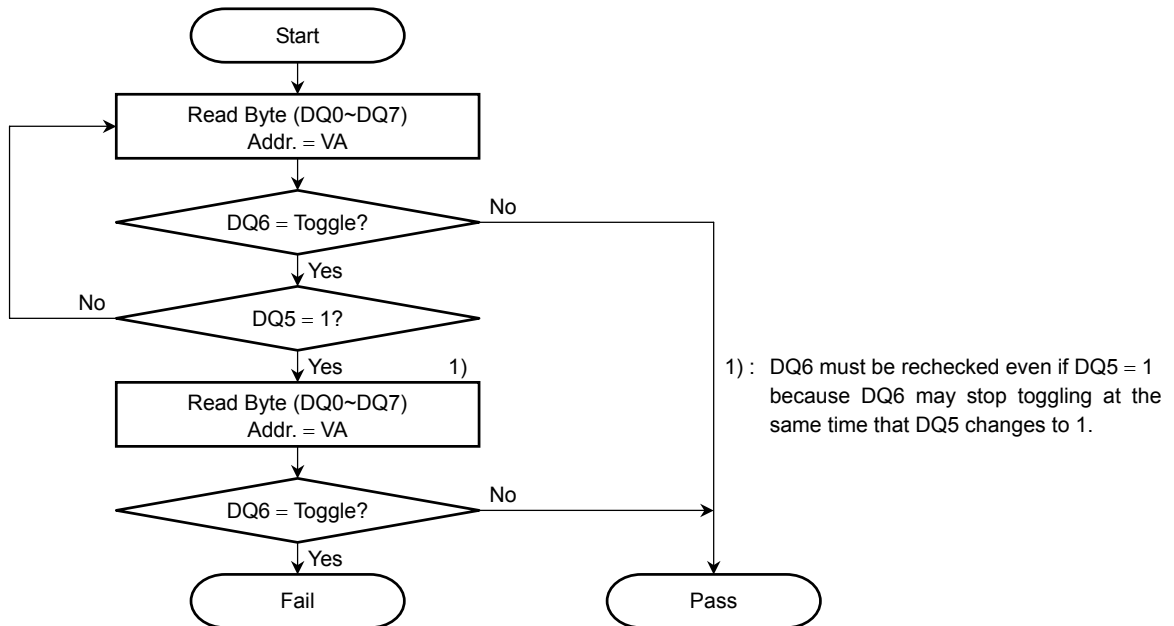 Start
Read Byte (DQ0~DQ7)
Addr. = VA
DQ6 = Toggle?
No
Yes
No
DQ5 = 1?
Yes
1)
Read Byte (DQ0~DQ7)
Addr. = VA
1) : DQ6 must be rechecked even if DQ5 = 1
because DQ6 may stop toggling at the
same time that DQ5 changes to 1.
DQ6 = Toggle?
No
Yes
Fail
Pass